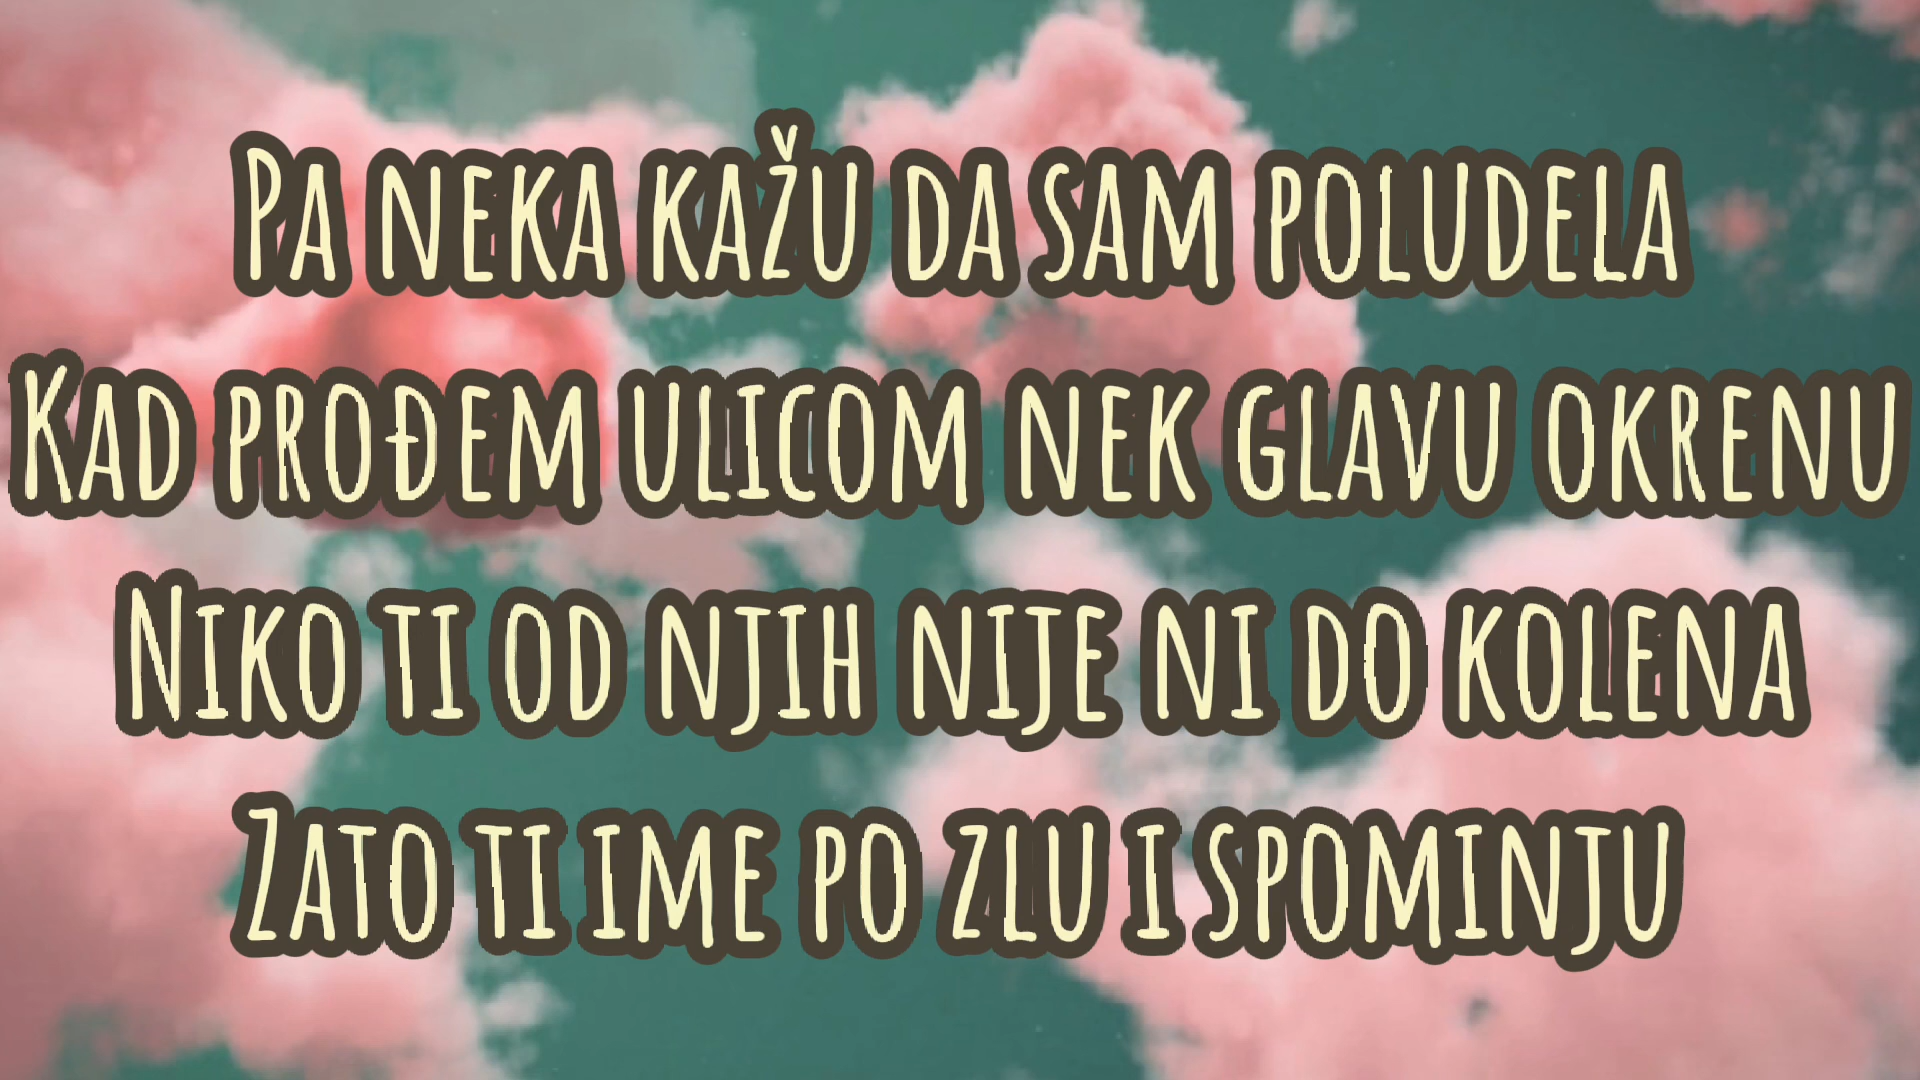 Pa neka kažu da sam poludela
Kad prođem ulicom nek glavu okrenu
Niko ti od njih nije ni do kolena
Zato ti ime po zlu i spominju